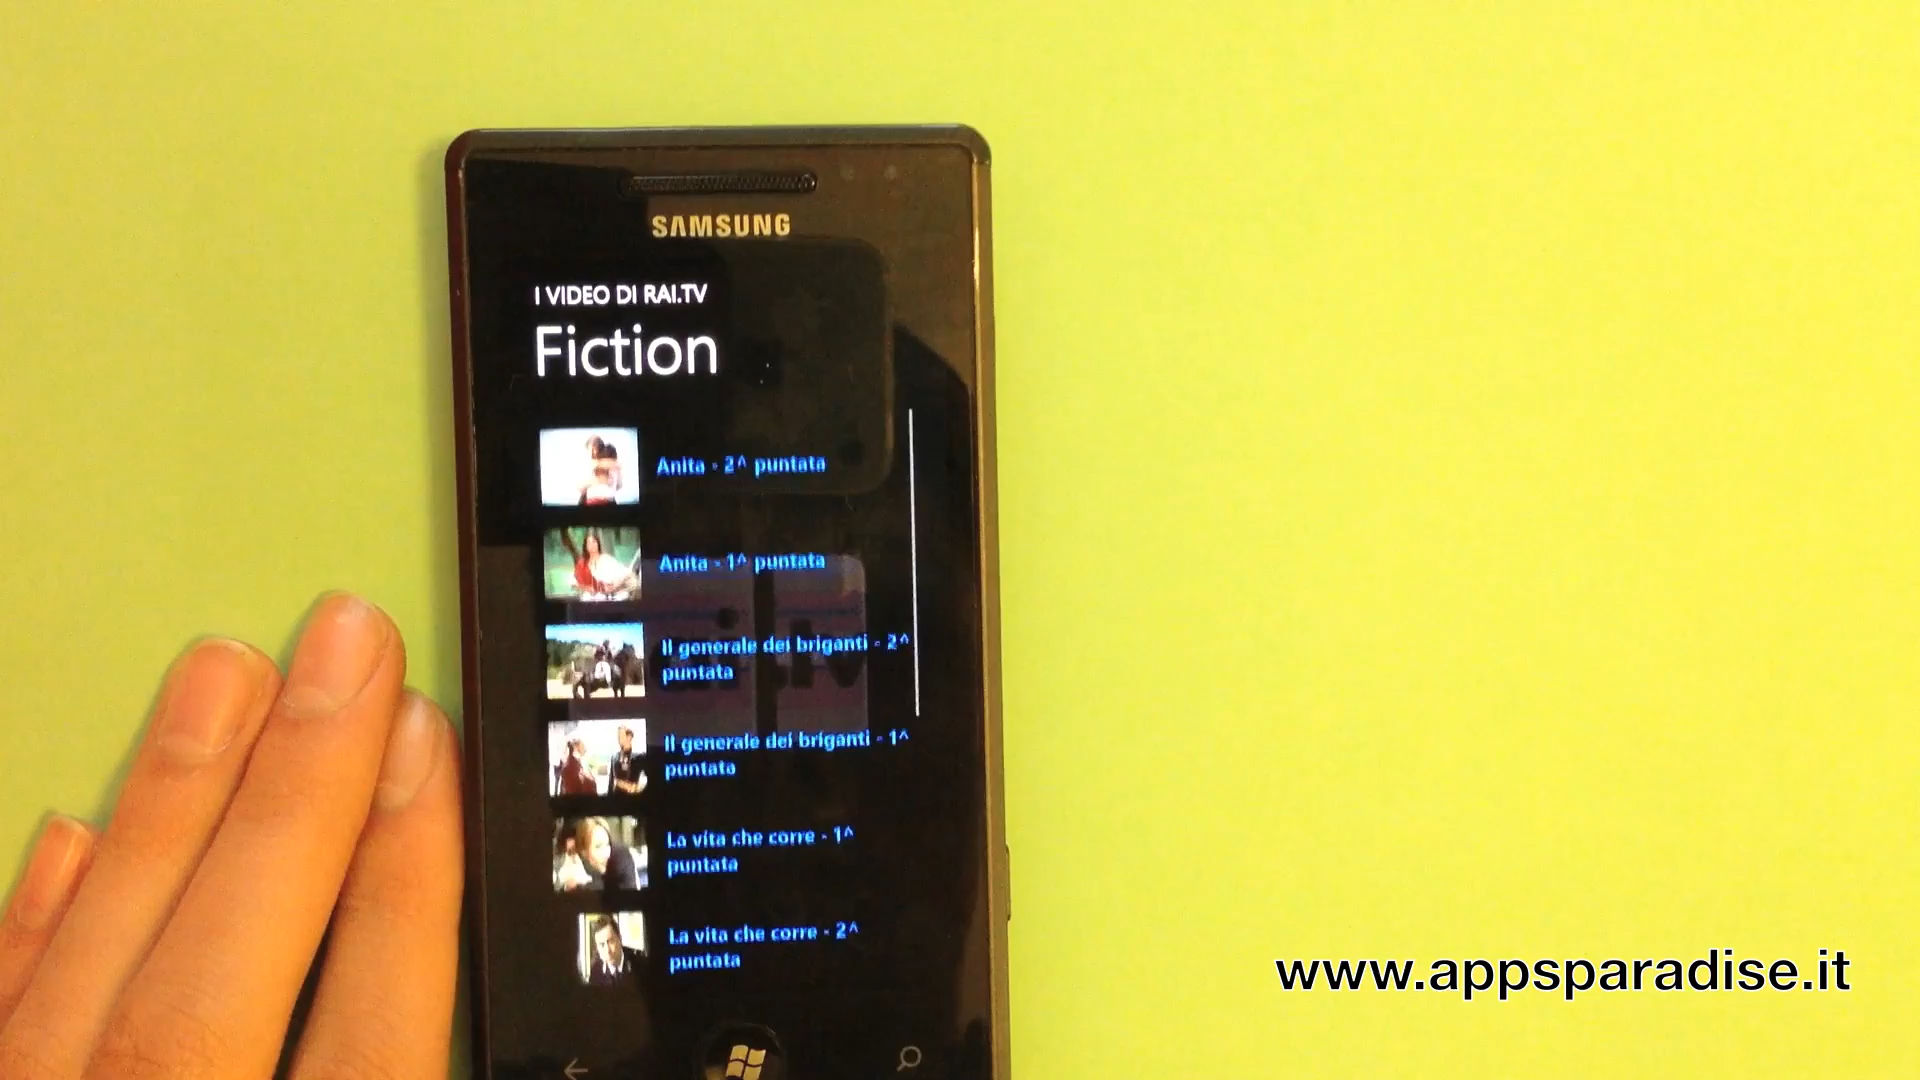 SAMSUNG
I VIDEO DI RAI.TV
Fiction
Anita - 2^ puntata
Anita - 1^ puntata
Il generale dei briganti - 2^
puntata
Il generale dei briganti - 1^
puntata
La vita che corre - 1^
puntata
La vita che corre - 2^
puntata
www.appsparadise.it